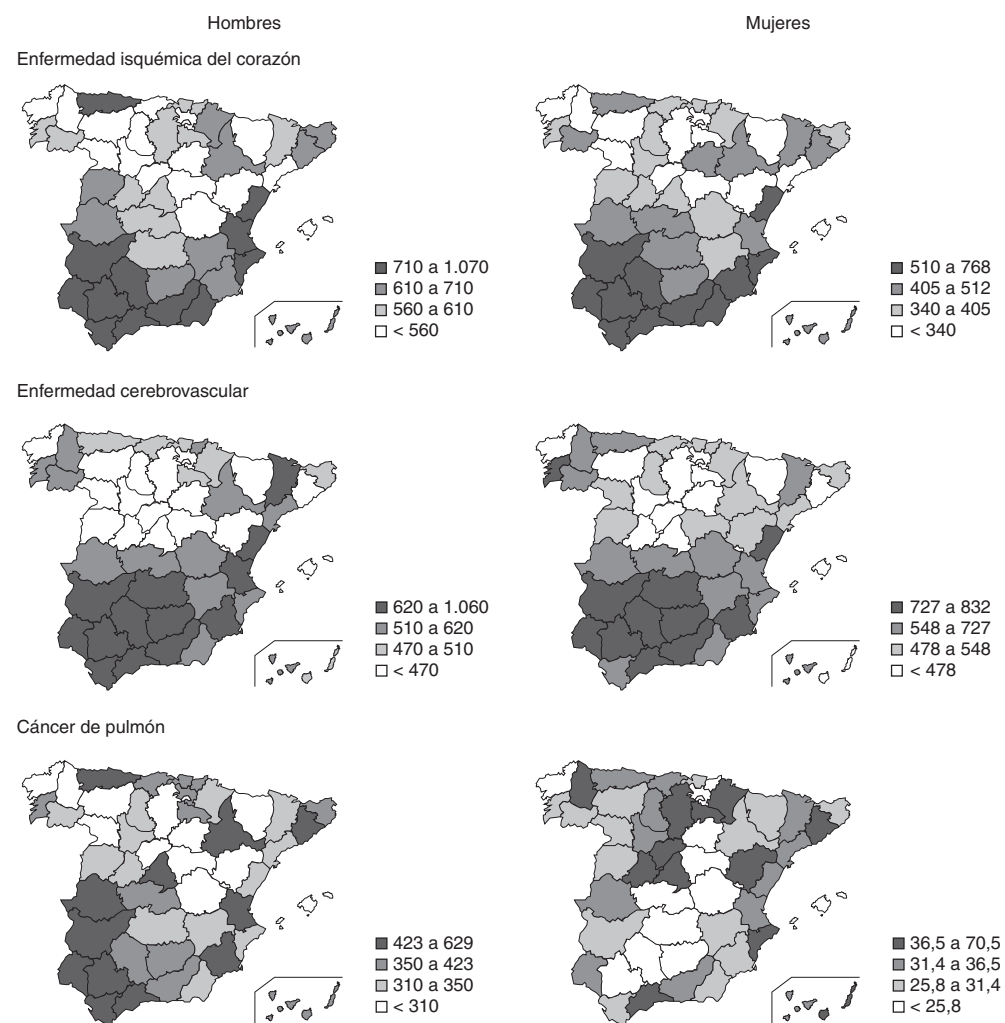 Hombres
Mujeres
Enfermedad isquémica del corazón
710 a 1.070
610 a 710
560 a 610
< 560
510 a 768
405 a 512
340 a 405
< 340
Enfermedad cerebrovascular
620 a 1.060
510 a 620
470 a 510
< 470
727 a 832
548 a 727
478 a 548
< 478
Cáncer de pulmón
423 a 629
350 a 423
310 a 350
< 310
36,5 a 70,5
31,4 a 36,5
25,8 a 31,4
< 25,8